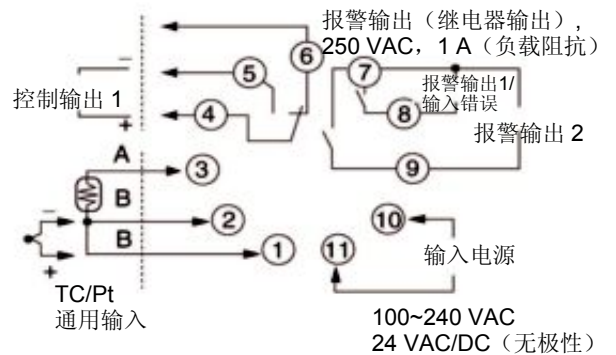 报警输出（继电器输出）,
250 VAC，1 A（负载阻抗）
报警输出1/
输入错误
报警输出 2
控制输出 1
−
+
A
B
B
−
+
TC/Pt
通用输入
⑥
⑤
④
③
②
①
⑦
⑧
⑨
⑩
⑪
输入电源
100~240 VAC
24 VAC/DC（无极性）